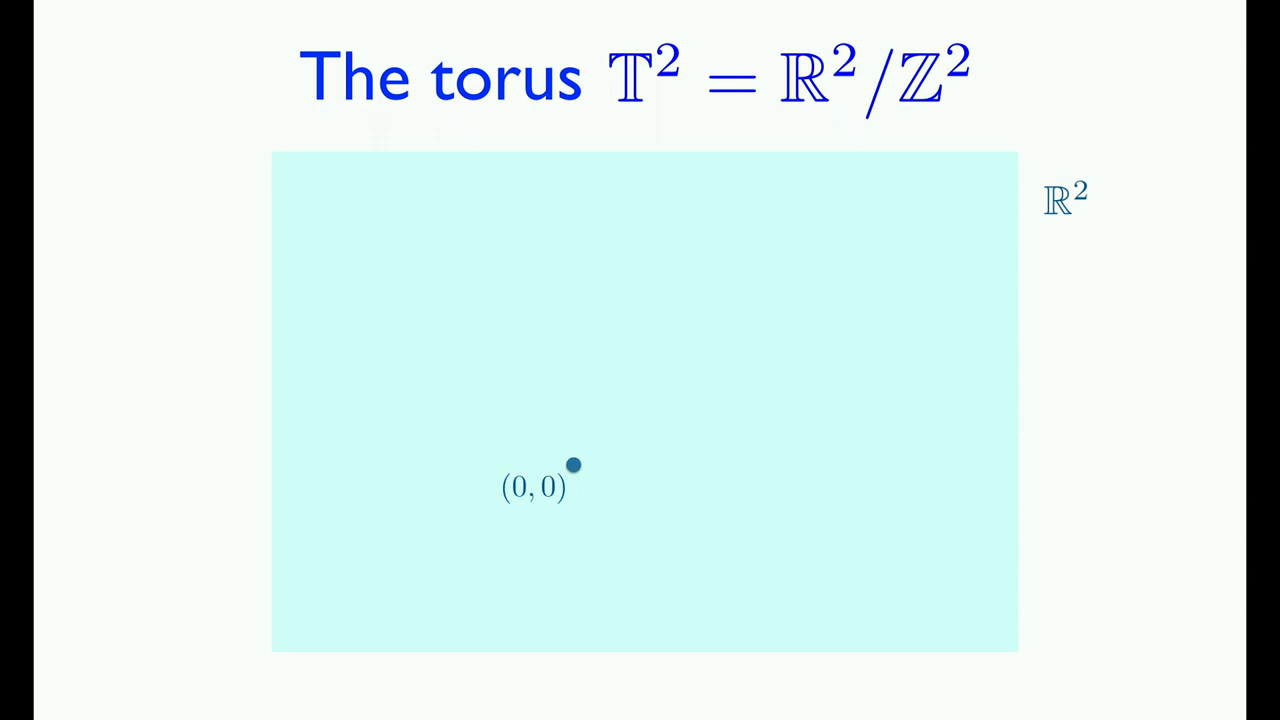 The torus 𝕋² = ℝ²/ℤ²
ℝ²
(0, 0)